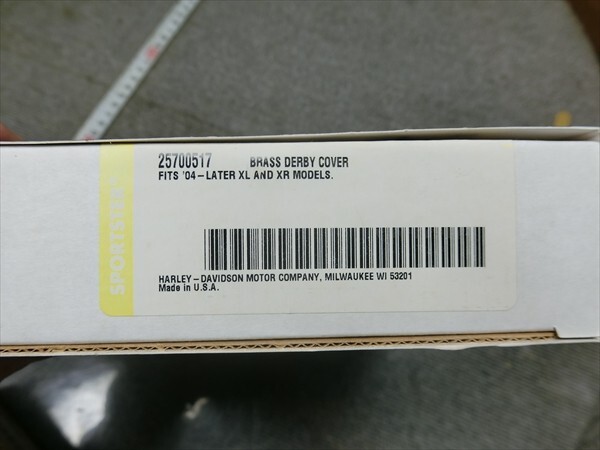 SPORTSTER
25700517 BRASS DERBY COVER
FITS '04-LATER XL AND XR MODELS.
HARLEY-DAVIDSON MOTOR COMPANY, MILWAUKEE WI 53201
Made in U.S.A.